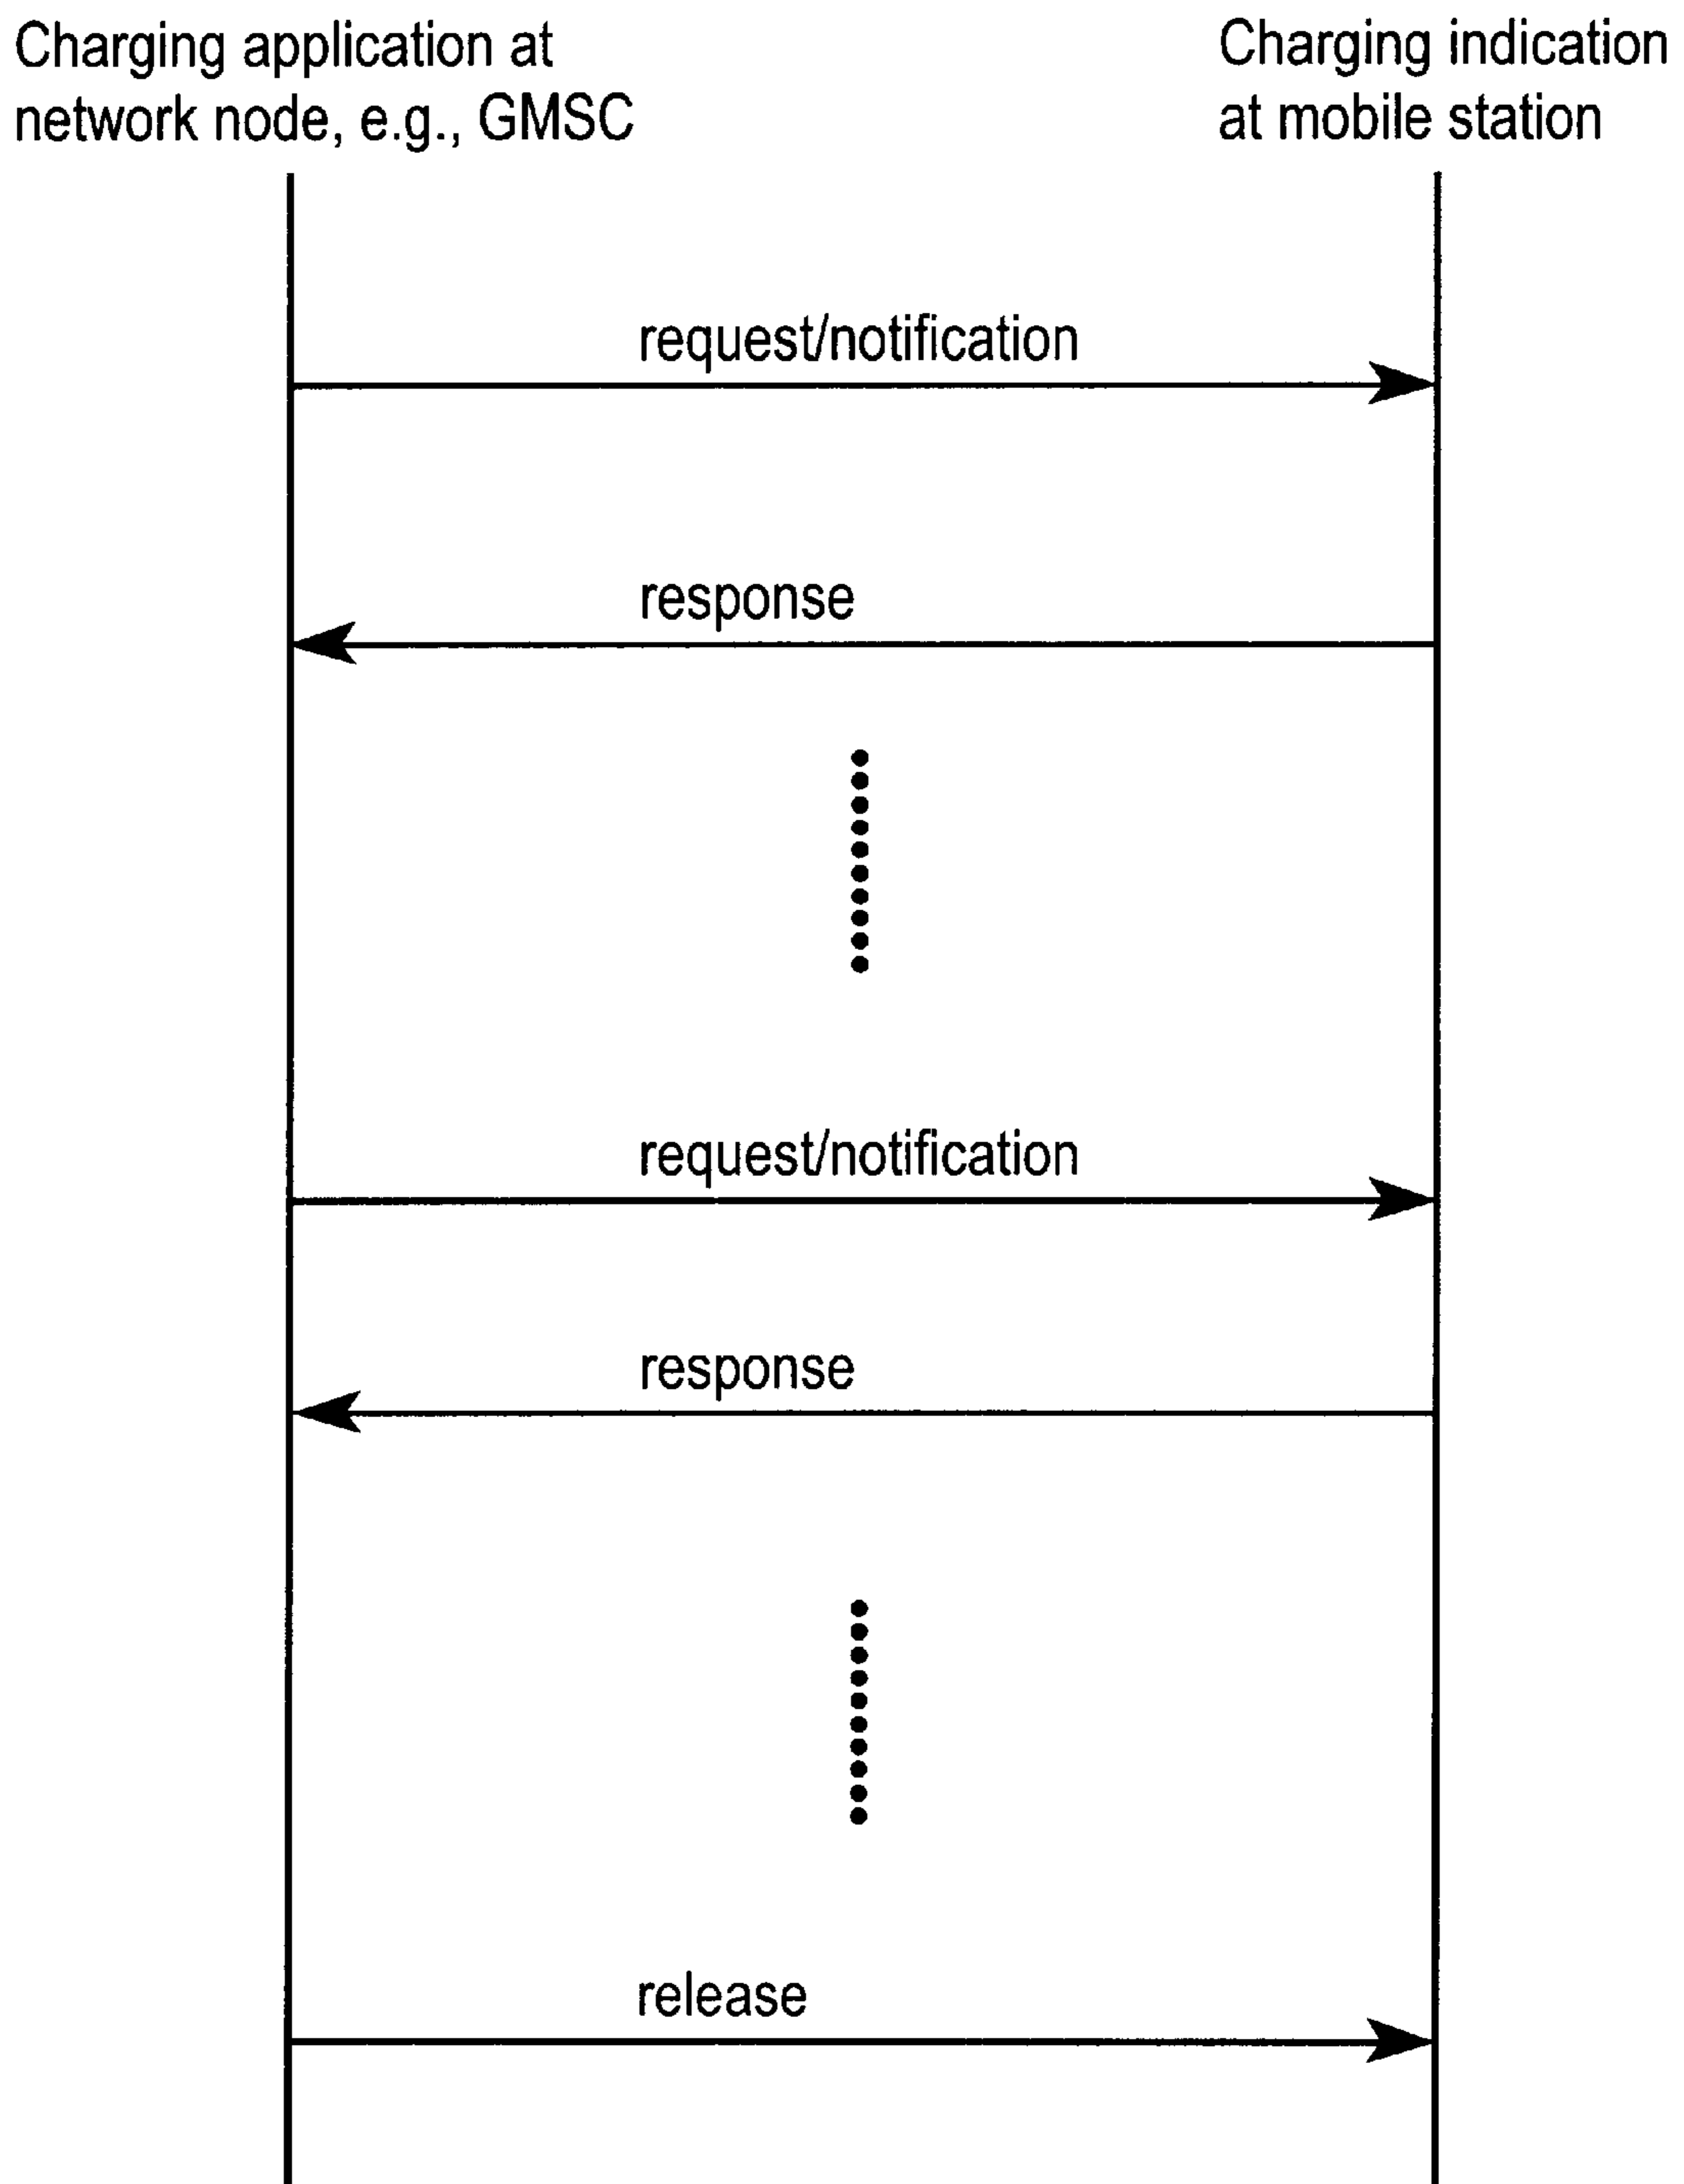 Charging application at
network node, e.g., GMSC
Charging indication
at mobile station
request/notification
response
request/notification
response
release